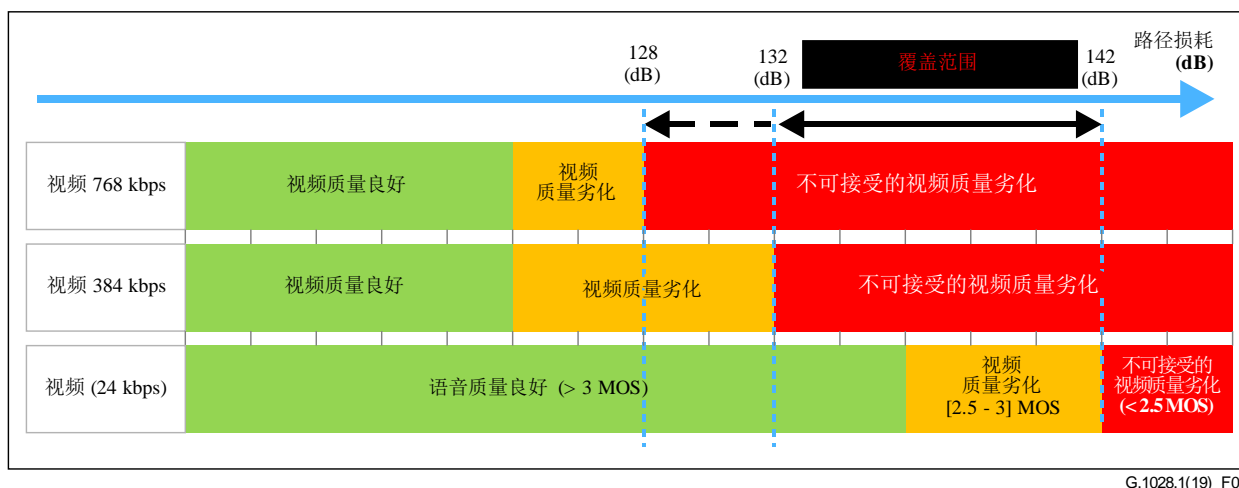 路径损耗
(dB)
128
(dB)
132
(dB)
覆盖范围
142
(dB)
视频 768 kbps
视频质量良好
视频
质量劣化
不可接受的视频质量劣化
视频 384 kbps
视频质量良好
视频质量劣化
不可接受的视频质量劣化
视频 (24 kbps)
语音质量良好 (> 3 MOS)
视频
质量劣化
[2.5 - 3] MOS
不可接受的
视频质量劣化
(< 2.5 MOS)
G.1028.1(19)_F0